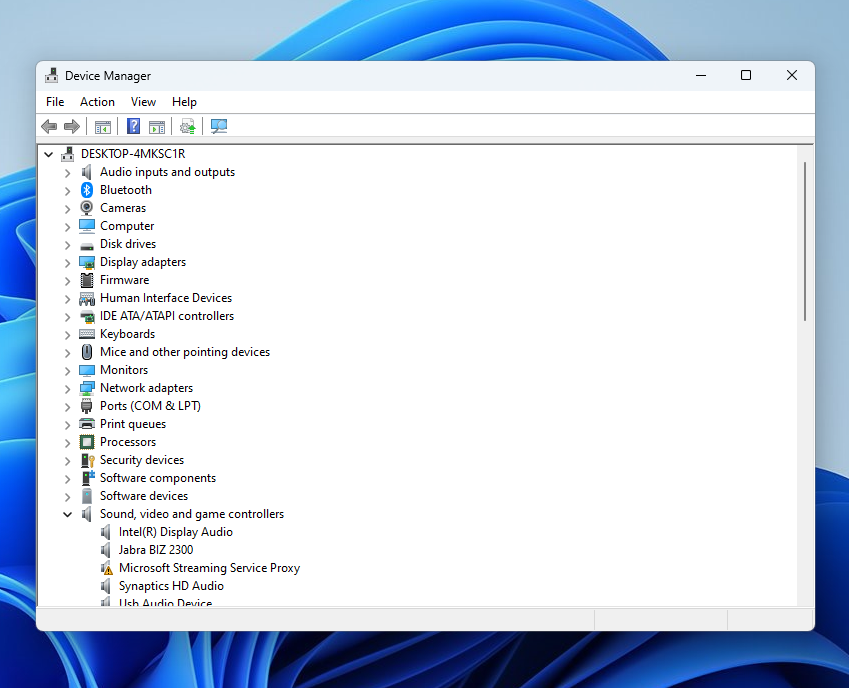 Device Manager
File Action View Help
DESKTOP-4MKSC1R
Audio inputs and outputs
Bluetooth
Cameras
Computer
Disk drives
Display adapters
Firmware
Human Interface Devices
IDE ATA/ATAPI controllers
Keyboards
Mice and other pointing devices
Monitors
Network adapters
Ports (COM & LPT)
Print queues
Processors
Security devices
Software components
Software devices
Sound, video and game controllers
Intel(R) Display Audio
Jabra BIZ 2300
Microsoft Streaming Service Proxy
Synaptics HD Audio
Usb Audio Device